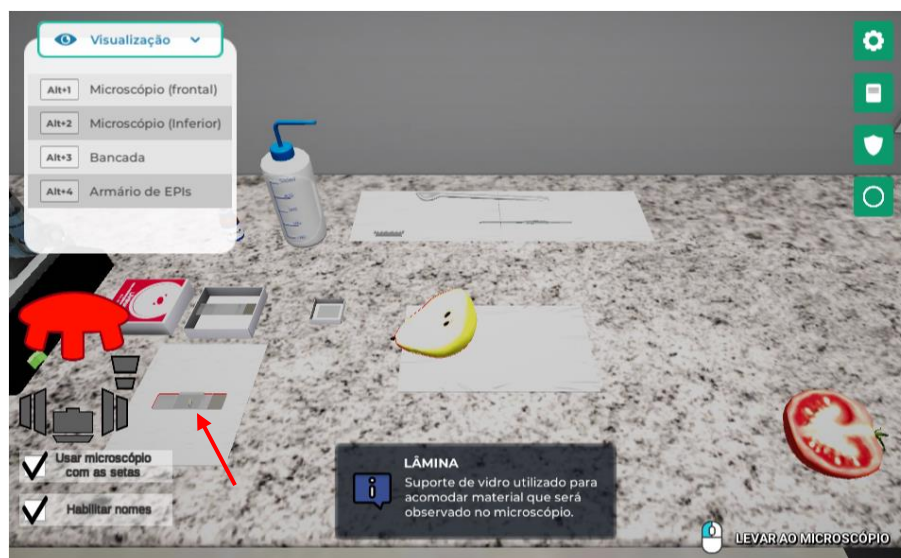 Visualização
Alt+1 Microscópio (frontal)
Alt+2 Microscópio (Inferior)
Alt+3 Bancada
Alt+4 Armário de EPIs
Usar microscópio
com as setas
Habilitar nomes
LÂMINA
Suporte de vidro utilizado para
acomodar material que será
observado no microscópio.
LEVAR AO MICROSCÓPIO